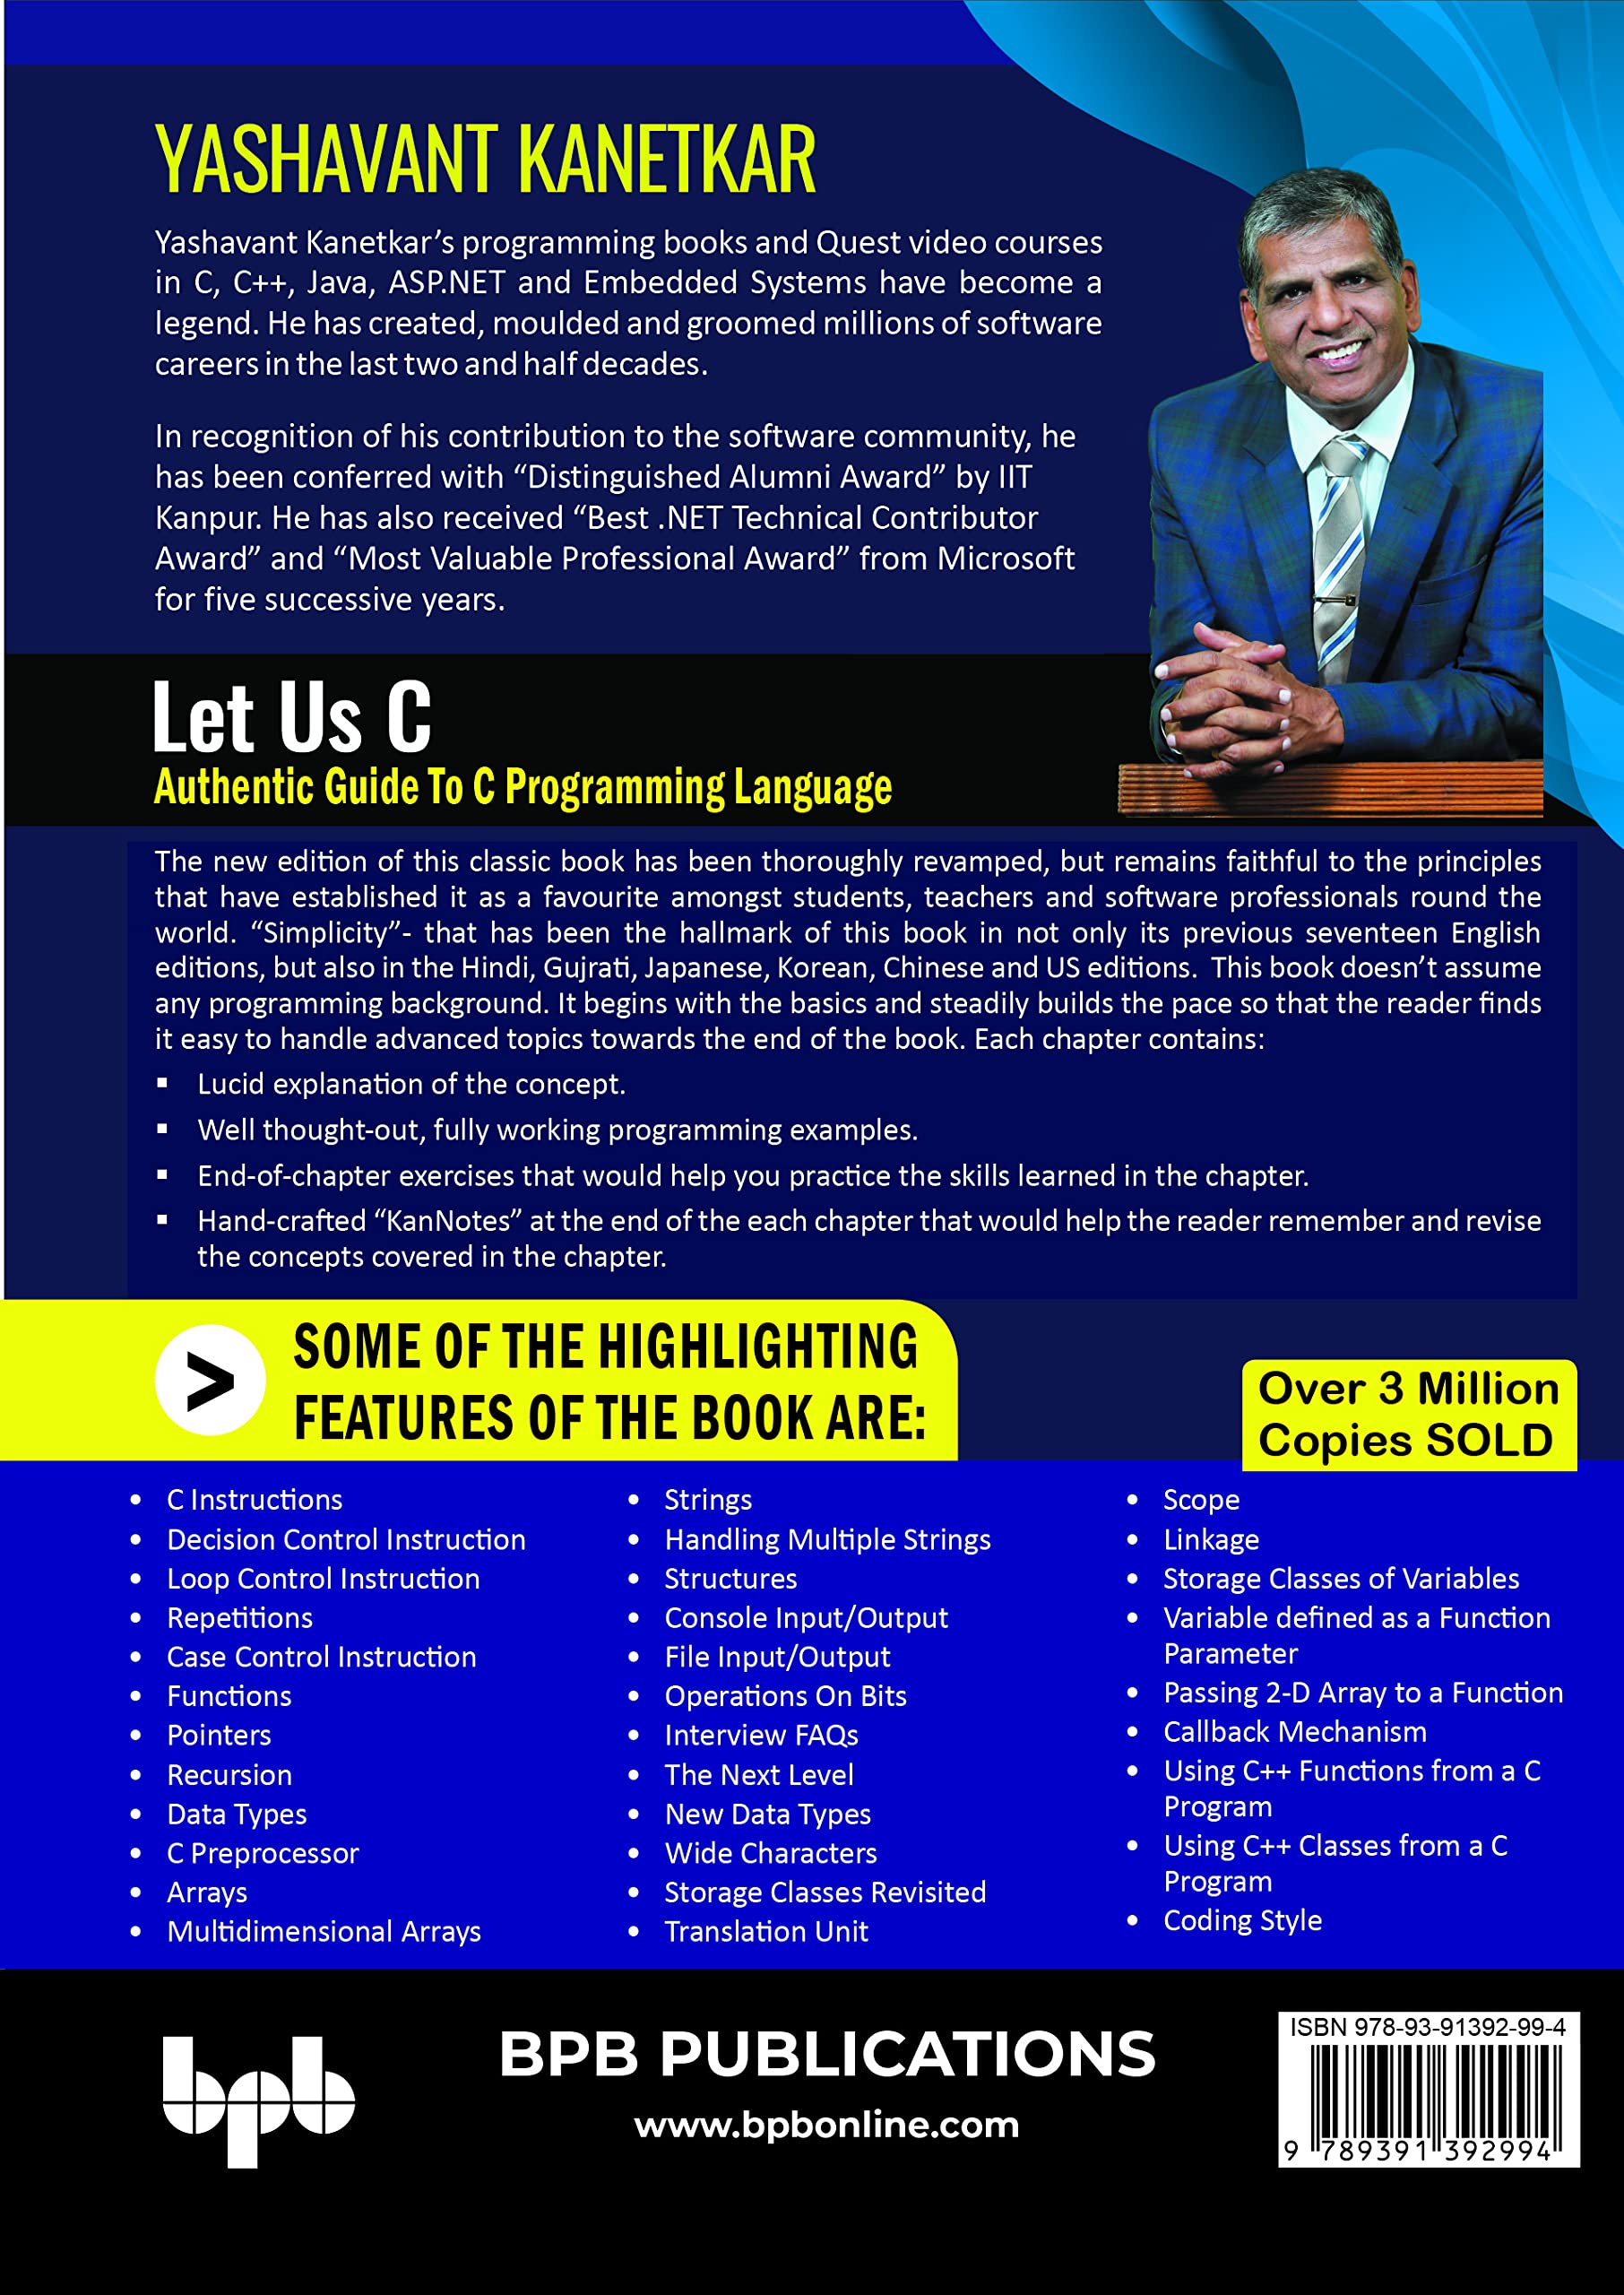 YASHAVANT KANETKAR
Yashavant Kanetkar’s programming books and Quest video courses
in C, C++, Java, ASP.NET and Embedded Systems have become a
legend. He has created, moulded and groomed millions of software
careers in the last two and half decades.
In recognition of his contribution to the software community, he
has been conferred with “Distinguished Alumni Award” by IIT
Kanpur. He has also received “Best .NET Technical Contributor
Award” and “Most Valuable Professional Award” from Microsoft
for five successive years.
Let Us C
Authentic Guide To C Programming Language
The new edition of this classic book has been thoroughly revamped, but remains faithful to the principles
that have established it as a favourite amongst students, teachers and software professionals round the
world. “Simplicity”- that has been the hallmark of this book in not only its previous seventeen English
editions, but also in the Hindi, Gujrati, Japanese, Korean, Chinese and US editions. This book doesn’t assume
any programming background. It begins with the basics and steadily builds the pace so that the reader finds
it easy to handle advanced topics towards the end of the book. Each chapter contains:
▪ Lucid explanation of the concept.
▪ Well thought-out, fully working programming examples.
▪ End-of-chapter exercises that would help you practice the skills learned in the chapter.
▪ Hand-crafted “KanNotes” at the end of the each chapter that would help the reader remember and revise
the concepts covered in the chapter.
> SOME OF THE HIGHLIGHTING
FEATURES OF THE BOOK ARE:
Over 3 Million
Copies SOLD
• C Instructions
• Decision Control Instruction
• Loop Control Instruction
• Repetitions
• Case Control Instruction
• Functions
• Pointers
• Recursion
• Data Types
• C Preprocessor
• Arrays
• Multidimensional Arrays
• Strings
• Handling Multiple Strings
• Structures
• Console Input/Output
• File Input/Output
• Operations On Bits
• Interview FAQs
• The Next Level
• New Data Types
• Wide Characters
• Storage Classes Revisited
• Translation Unit
• Scope
• Linkage
• Storage Classes of Variables
• Variable defined as a Function
Parameter
• Passing 2-D Array to a Function
• Callback Mechanism
• Using C++ Functions from a C
Program
• Using C++ Classes from a C
Program
• Coding Style
bpb
BPB PUBLICATIONS
www.bpbonline.com
ISBN 978-93-91392-99-4
9 789391 392994